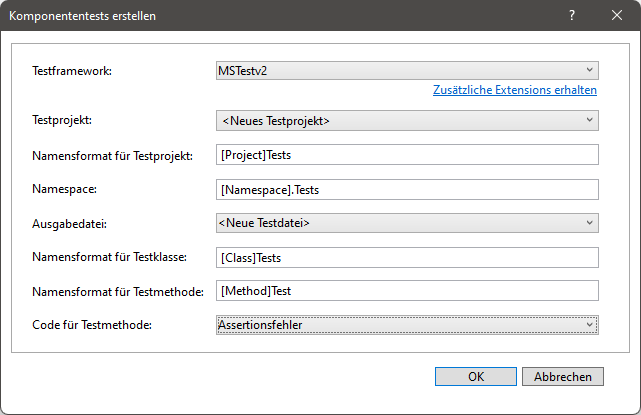 Komponententests erstellen
?
Testframework: MSTestv2
Zusätzliche Extensions erhalten
Testprojekt: <Neues Testprojekt>
Namensformat für Testprojekt: [Project]Tests
Namespace: [Namespace].Tests
Ausgabedatei: <Neue Testdatei>
Namensformat für Testklasse: [Class]Tests
Namensformat für Testmethode: [Method]Test
Code für Testmethode: Assertionsfehler
OK Abbrechen